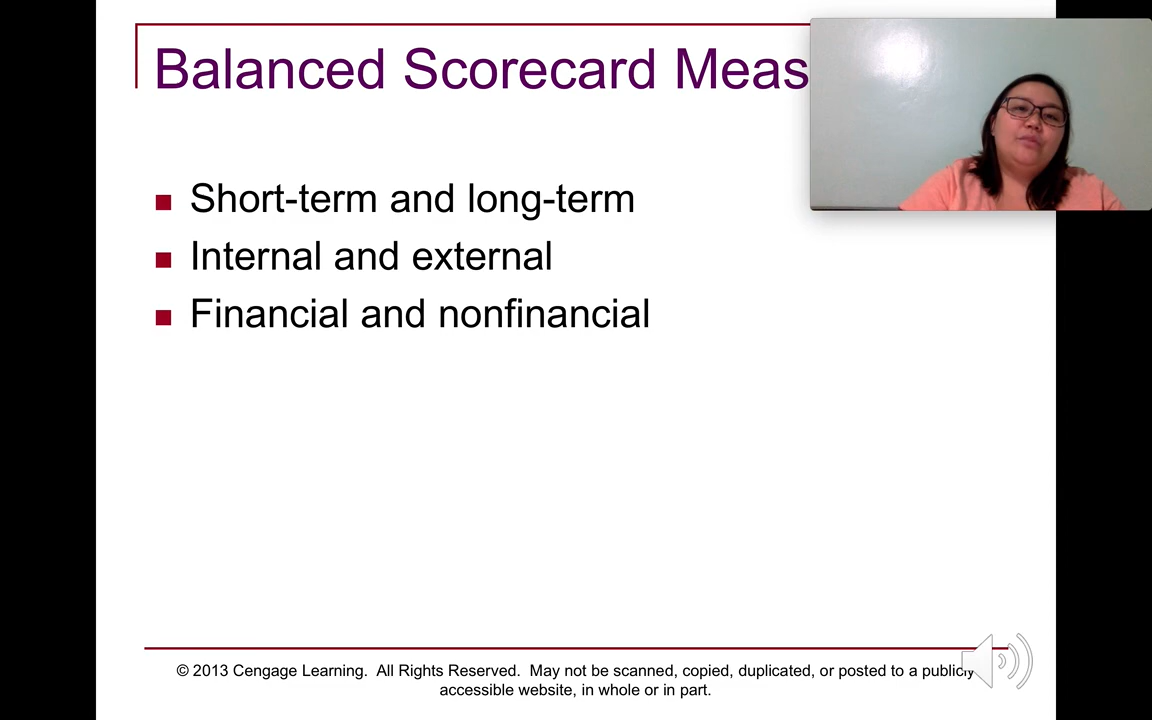 Balanced Scorecard Meas
Short-term and long-term
Internal and external
Financial and nonfinancial
© 2013 Cengage Learning. All Rights Reserved. May not be scanned, copied, duplicated, or posted to a publicly
accessible website, in whole or in part.